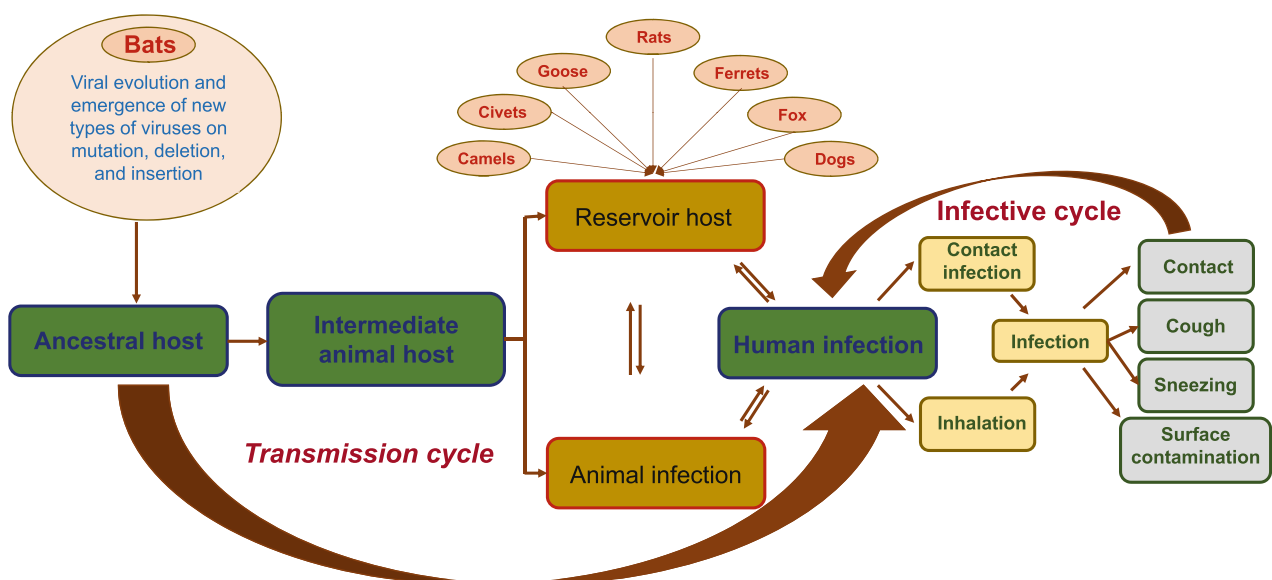 Bats
Viral evolution and
emergence of new
types of viruses on
mutation, deletion,
and insertion
Rats
Goose
Ferrets
Civets
Fox
Camels
Dogs
Reservoir host
Infective cycle
Contact
infection
Contact
Ancestral host
Intermediate
animal host
Human infection
Infection
Cough
Sneezing
Inhalation
Surface
contamination
Transmission cycle
Animal infection